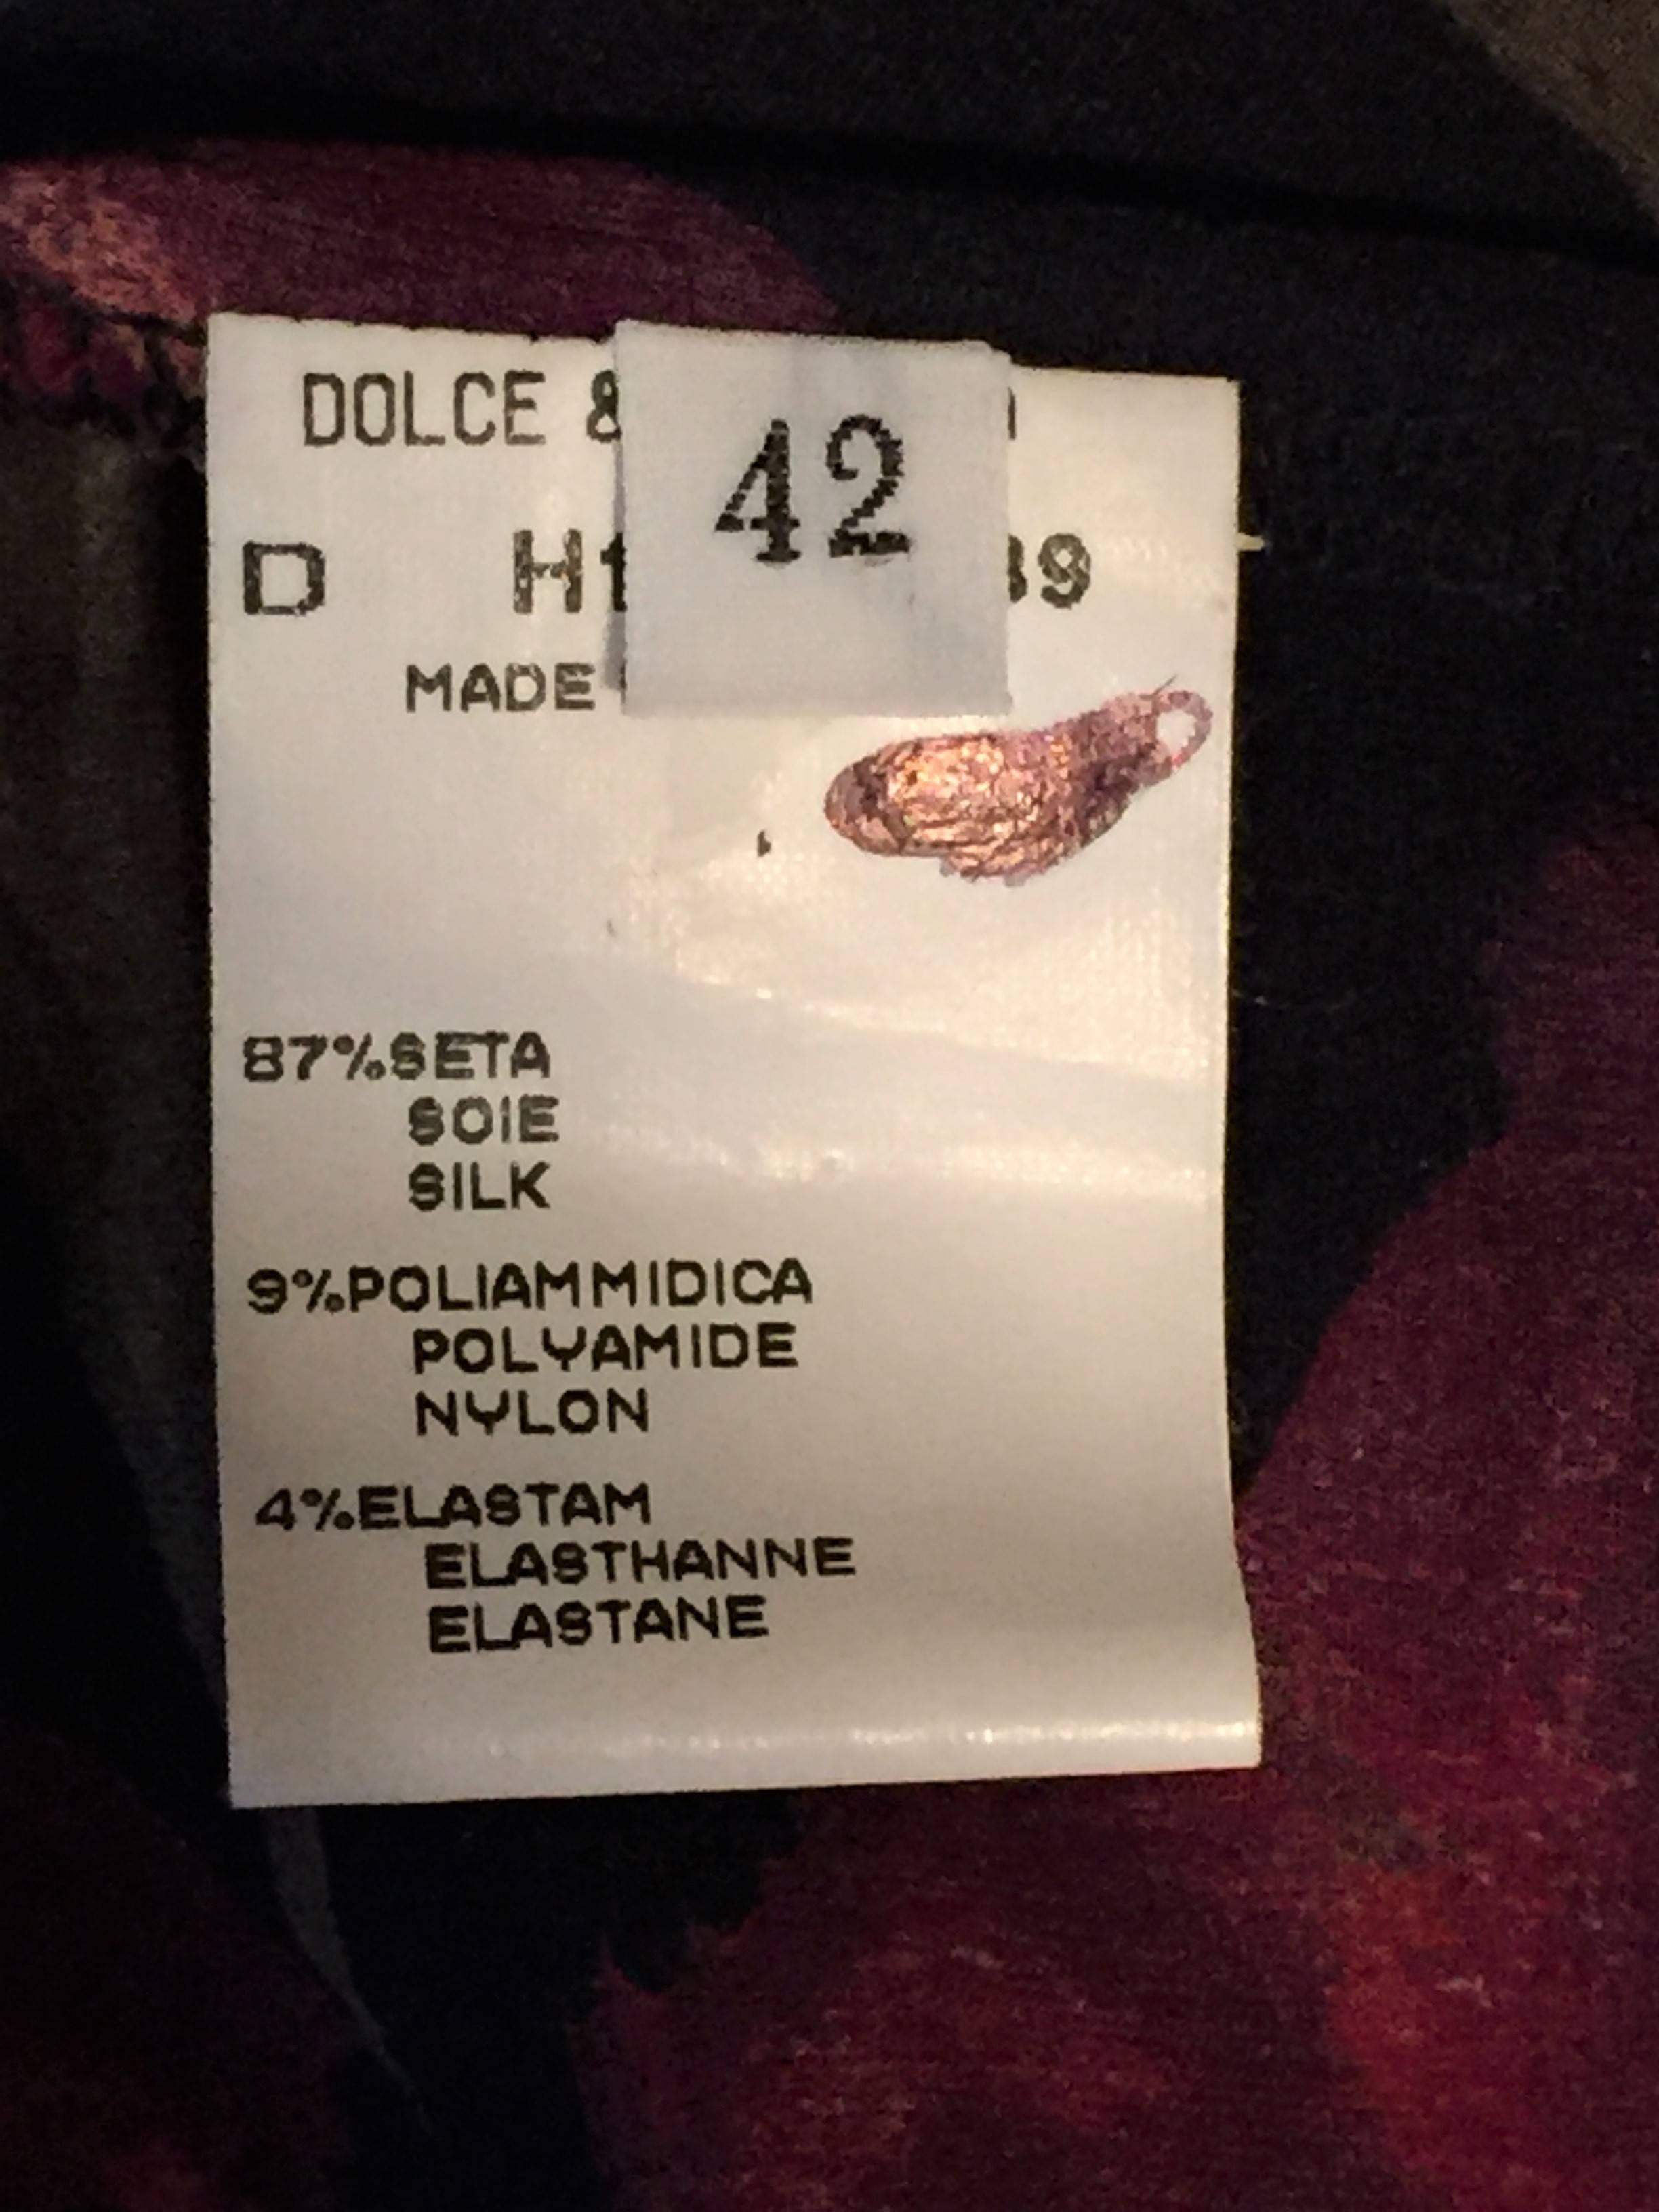 DOLCE &
42
D H1 39
MADE
87%SETA
SOIE
SILK
9%POLIAMMIDICA
POLYAMIDE
NYLON
4%ELASTAM
ELASTHANNE
ELASTANE